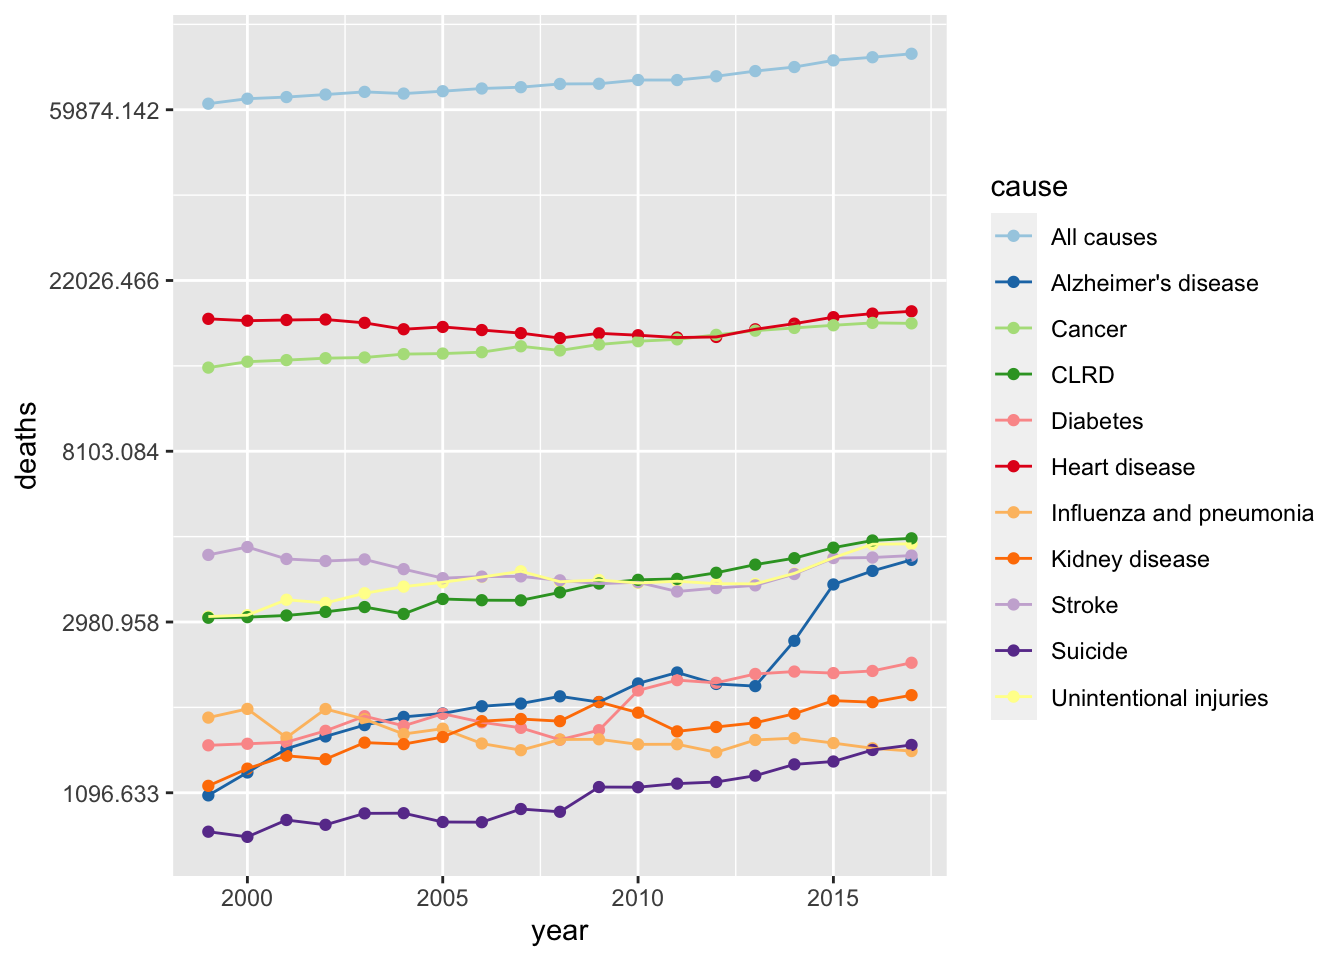 59874.142
22026.466
8103.084
2980.958
1096.633
deaths
2000
2005
2010
2015
year
cause
All causes
Alzheimer's disease
Cancer
CLRD
Diabetes
Heart disease
Influenza and pneumonia
Kidney disease
Stroke
Suicide
Unintentional injuries